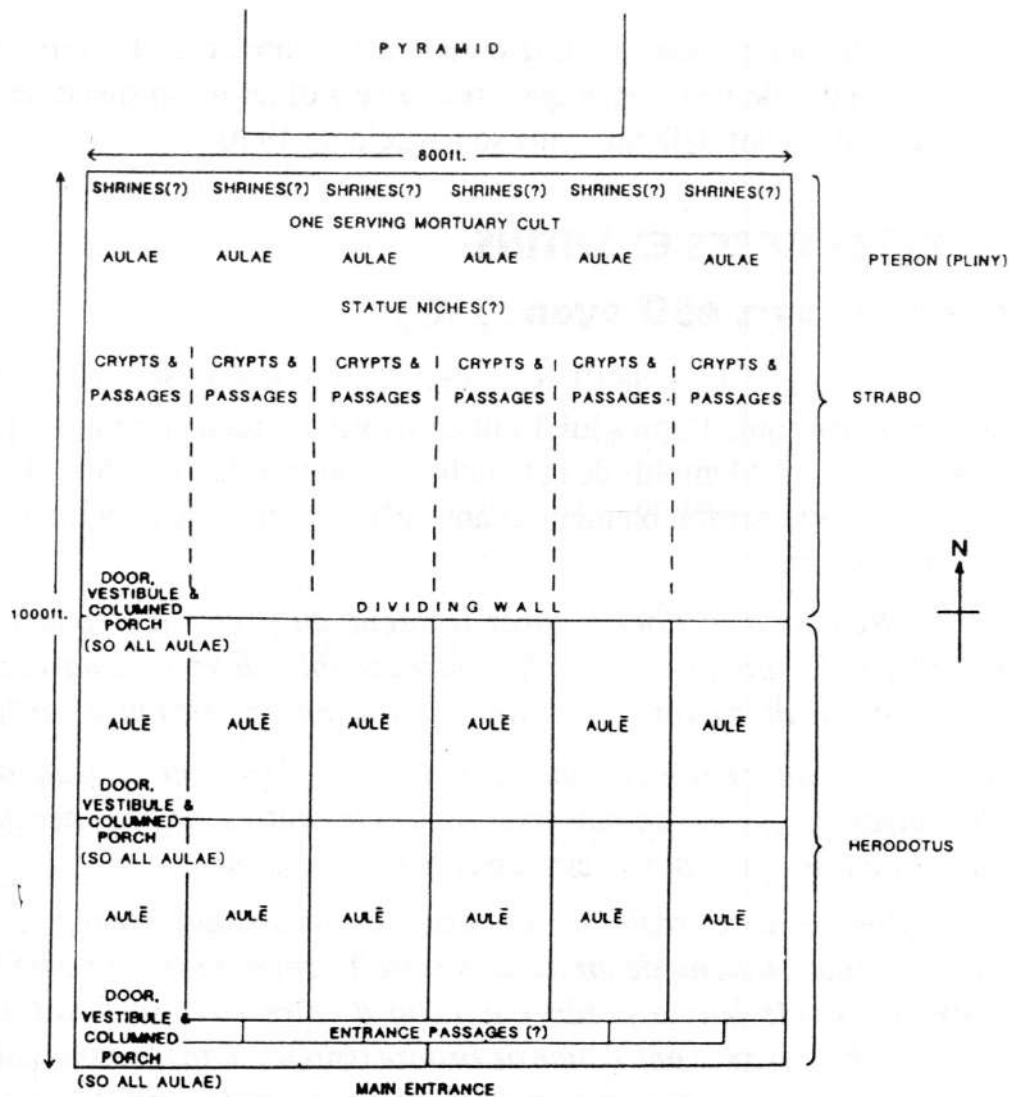 PYRAMID
800ft.
SHRINES(?) SHRINES(?) SHRINES(?) SHRINES(?) SHRINES(?) SHRINES(?)
ONE SERVING MORTUARY CULT
AULAE AULAE AULAE AULAE AULAE AULAE
PTERON (PLINY)
STATUE NICHES(?)
CRYPTS & CRYPTS & CRYPTS & CRYPTS & CRYPTS & CRYPTS &
PASSAGES PASSAGES PASSAGES PASSAGES PASSAGES PASSAGES
STRABO
N
DOOR,
VESTIBULE &
COLUMNED
PORCH
(SO ALL AULAE)
DIVIDING WALL
1000ft.
AULĒ AULĒ AULĒ AULĒ AULĒ AULĒ
DOOR,
VESTIBULE &
COLUMNED
PORCH
(SO ALL AULAE)
HERODOTUS
AULĒ AULĒ AULĒ AULĒ AULĒ AULĒ
DOOR,
VESTIBULE &
COLUMNED
PORCH
(SO ALL AULAE)
ENTRANCE PASSAGES (?)
MAIN ENTRANCE